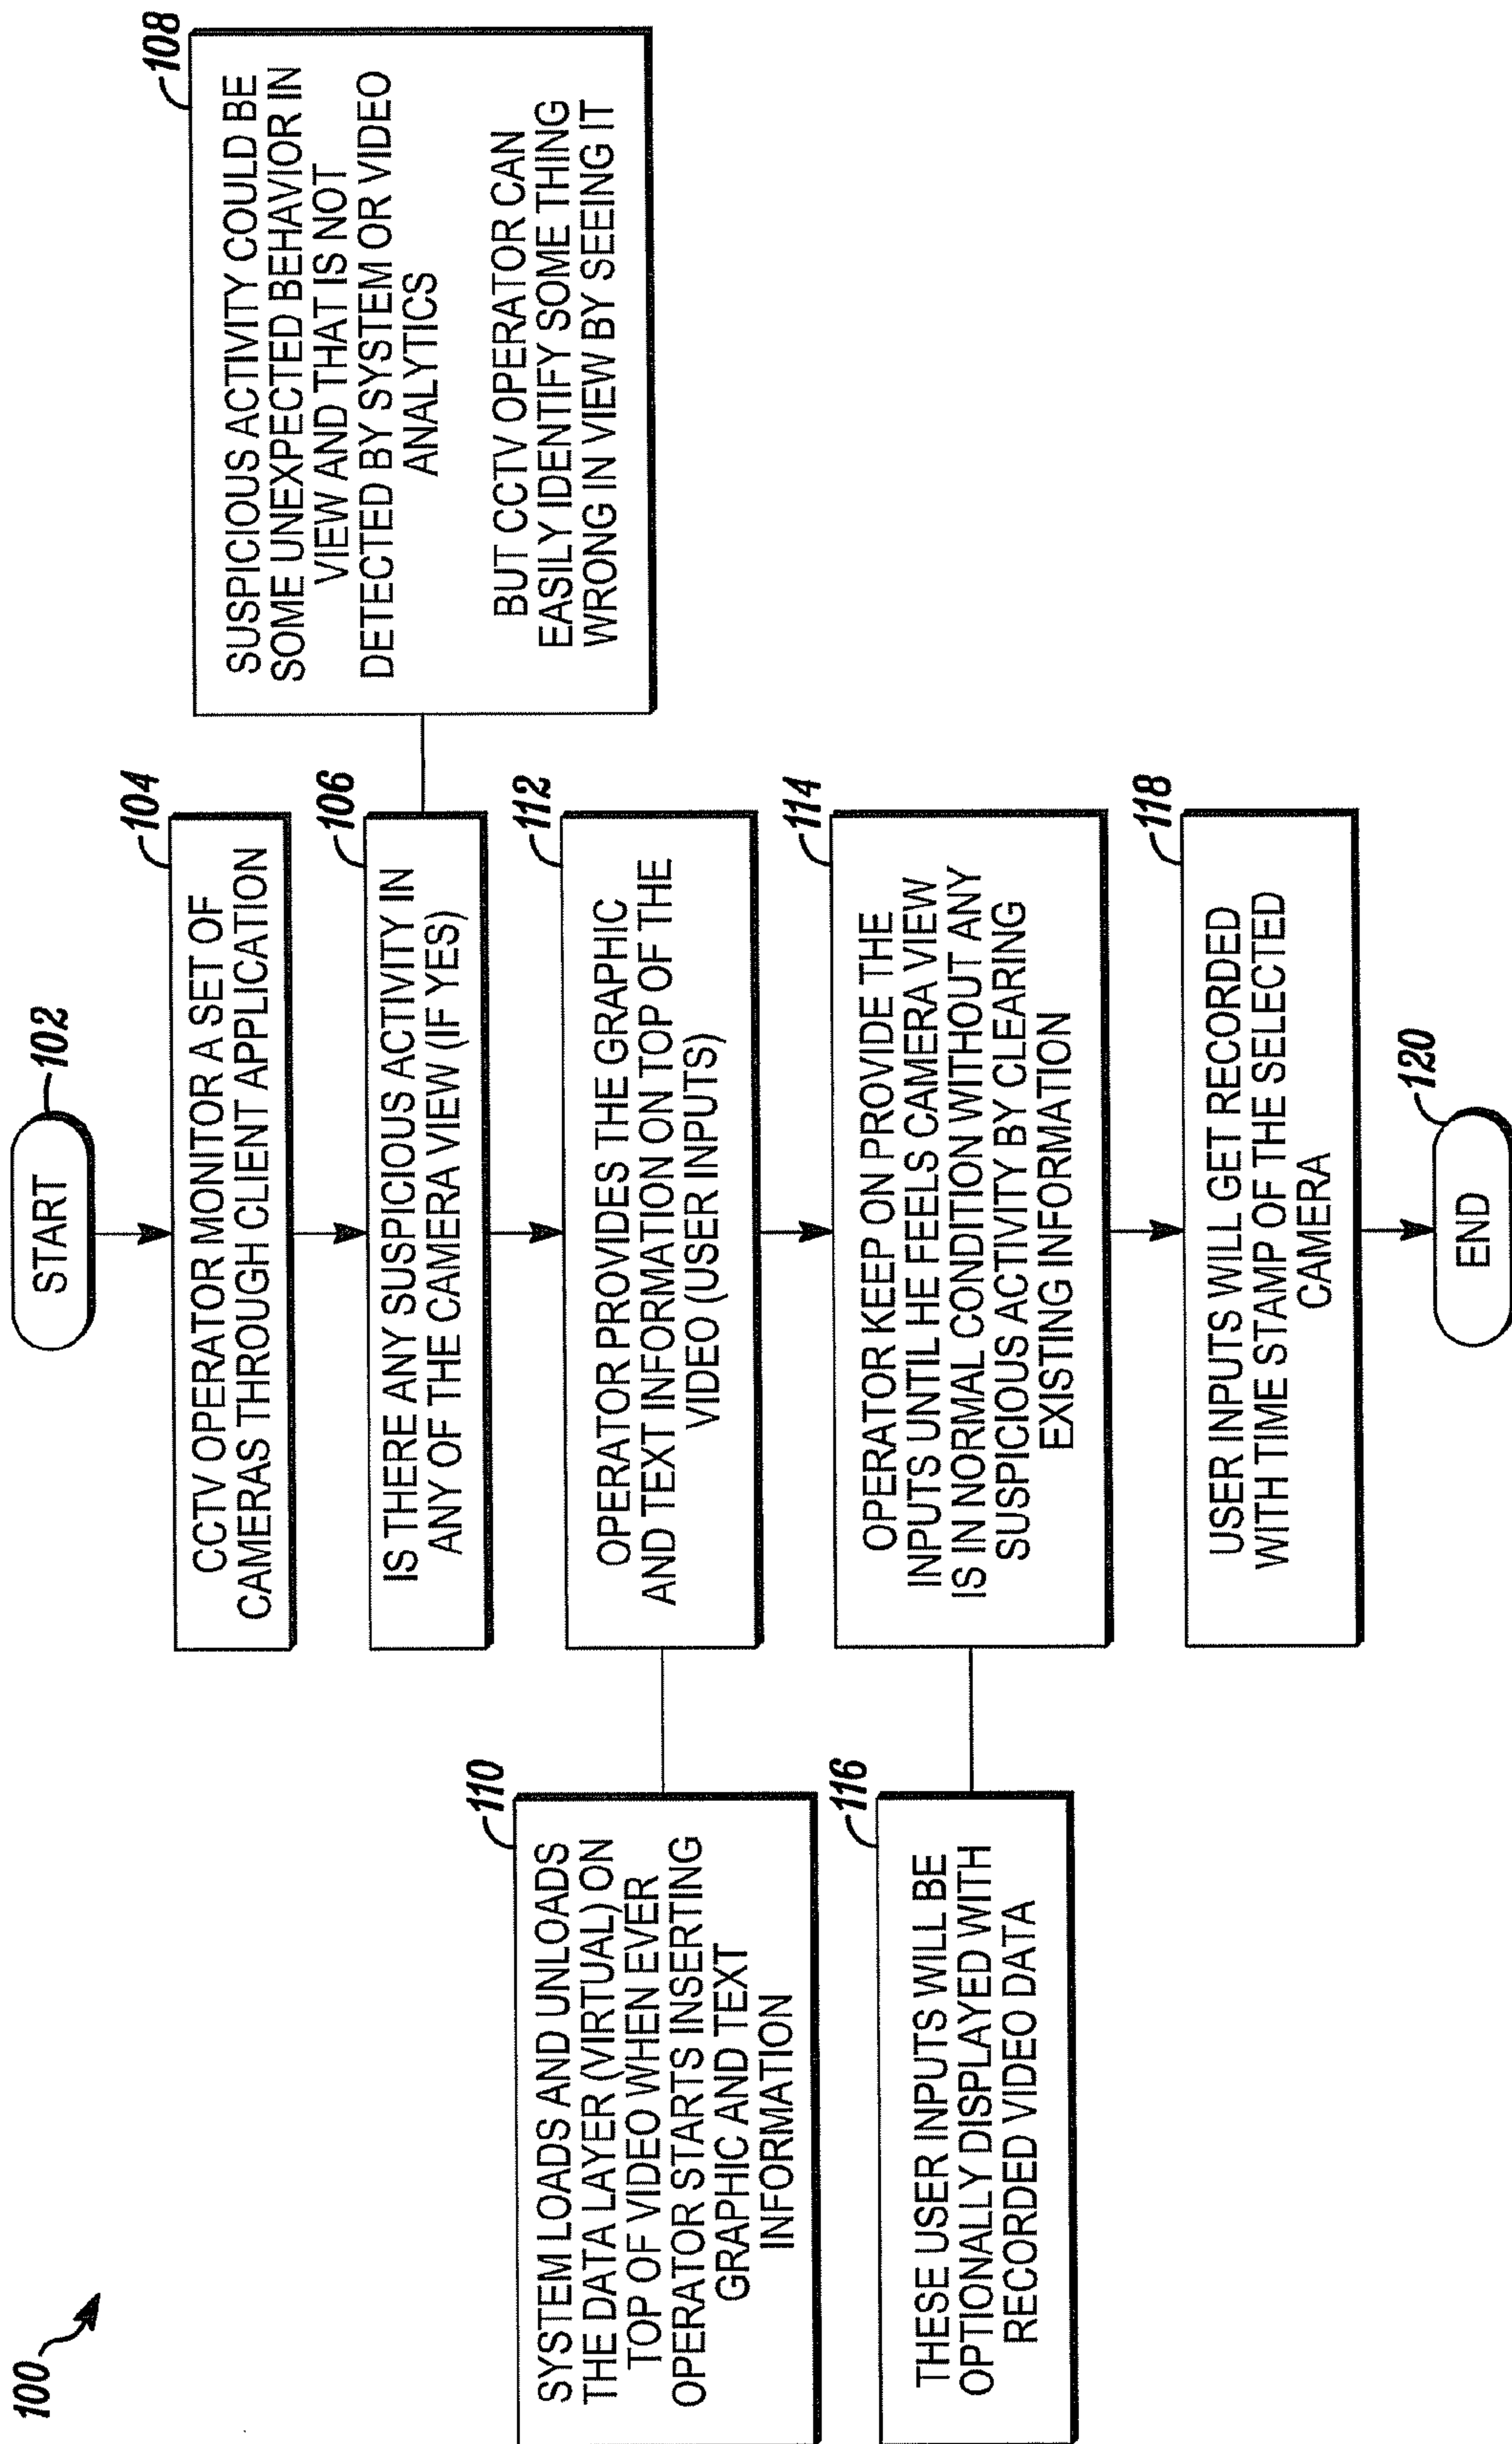 100
START
102
104
CCTV OPERATOR MONITOR A SET OF
CAMERAS THROUGH CLIENT APPLICATION
106
IS THERE ANY SUSPICIOUS ACTIVITY IN
ANY OF THE CAMERA VIEW (IF YES)
108
SUSPICIOUS ACTIVITY COULD BE
SOME UNEXPECTED BEHAVIOR IN
VIEW AND THAT IS NOT
DETECTED BY SYSTEM OR VIDEO
ANALYTICS
BUT CCTV OPERATOR CAN
EASILY IDENTIFY SOME THING
WRONG IN VIEW BY SEEING IT
110
SYSTEM LOADS AND UNLOADS
THE DATA LAYER (VIRTUAL) ON
TOP OF VIDEO WHEN EVER
OPERATOR STARTS INSERTING
GRAPHIC AND TEXT
INFORMATION
112
OPERATOR PROVIDES THE GRAPHIC
AND TEXT INFORMATION ON TOP OF THE
VIDEO (USER INPUTS)
114
OPERATOR KEEP ON PROVIDE THE
INPUTS UNTIL HE FEELS CAMERA VIEW
IS IN NORMAL CONDITION WITHOUT ANY
SUSPICIOUS ACTIVITY BY CLEARING
EXISTING INFORMATION
116
THESE USER INPUTS WILL BE
OPTIONALLY DISPLAYED WITH
RECORDED VIDEO DATA
118
USER INPUTS WILL GET RECORDED
WITH TIME STAMP OF THE SELECTED
CAMERA
120
END